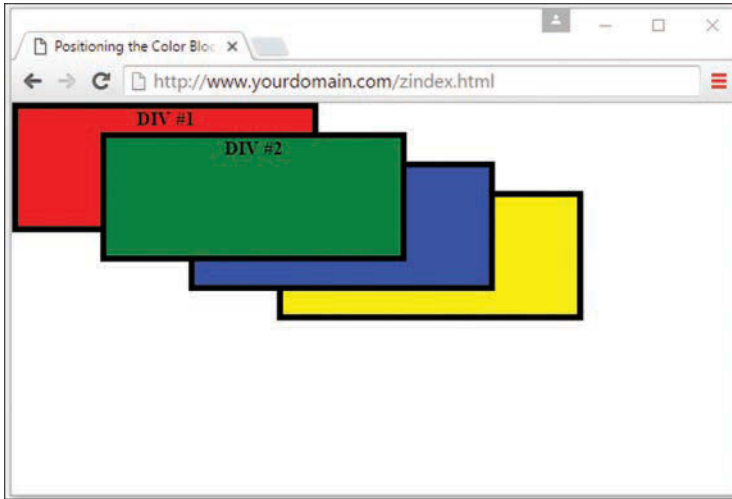 Positioning the Color Bloc
http://www.yourdomain.com/zindex.html
DIV #1
DIV #2